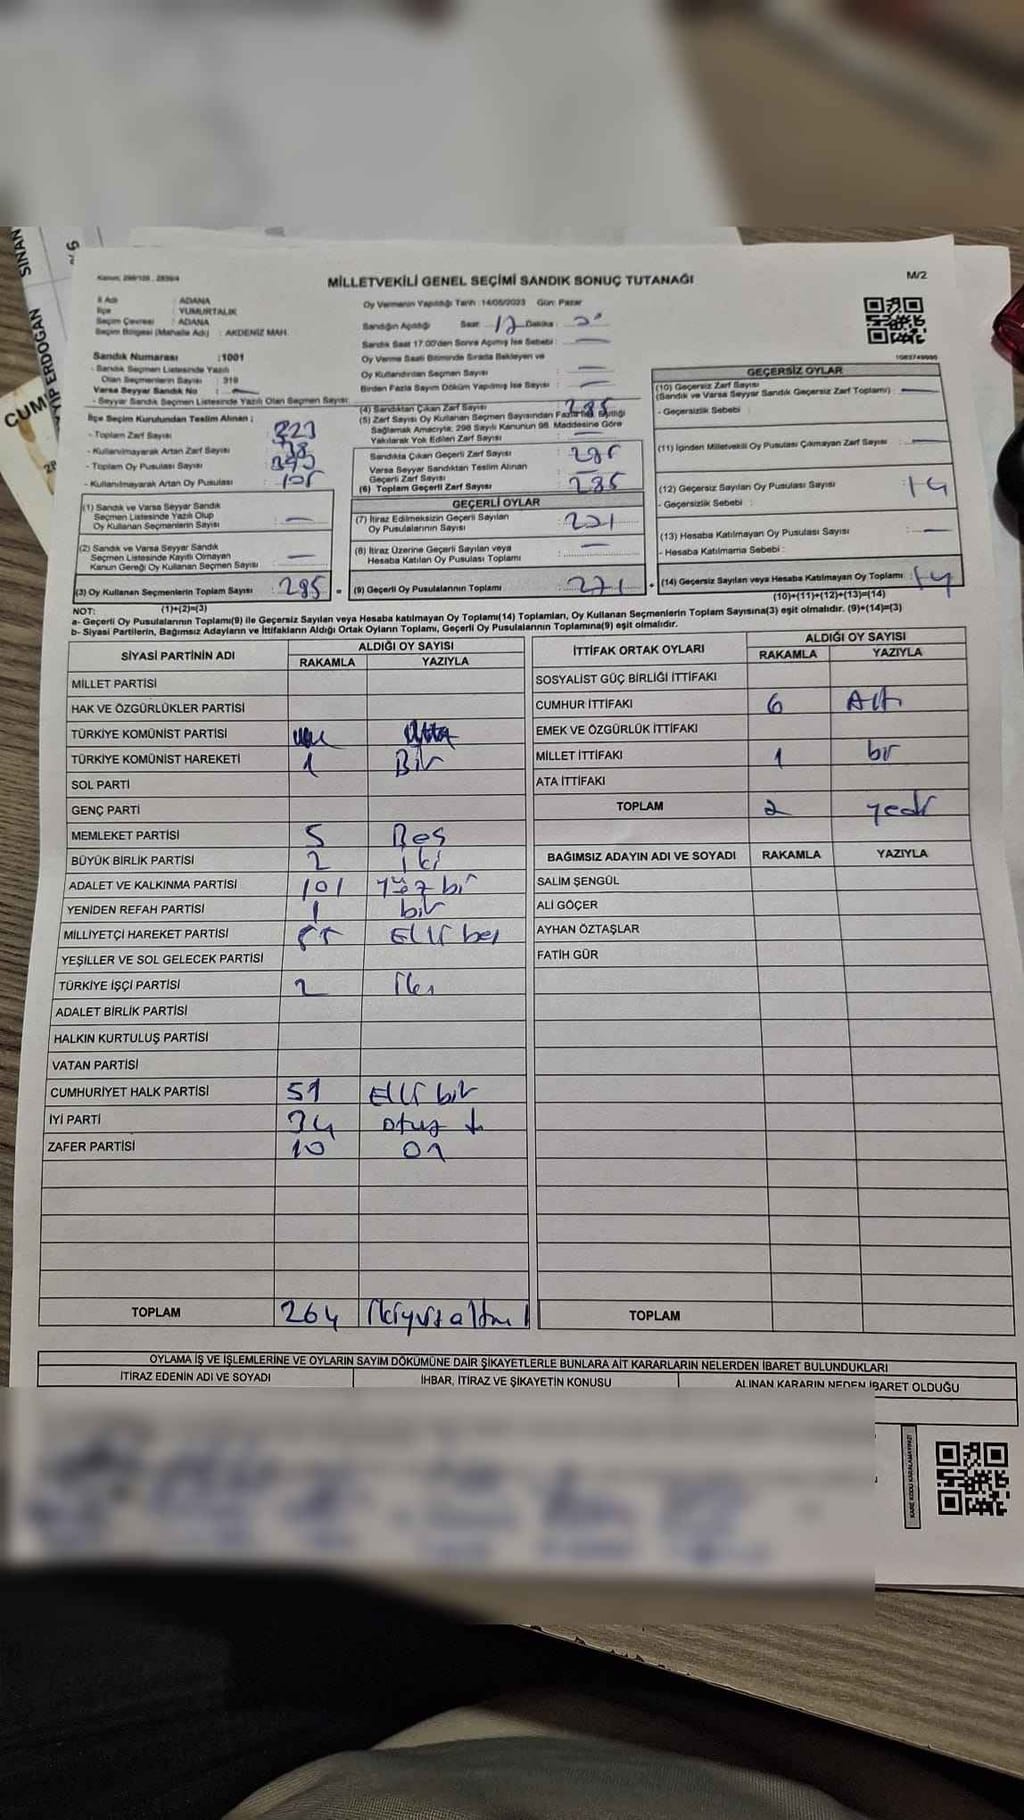 SİNAN
CUM
YİP ERDOĞAN
Kanun: 298/105 , 2839/4
MİLLETVEKİLİ GENEL SEÇİMİ SANDIK SONUÇ TUTANAĞI
M/2
İl Adı : ADANA
İlçe : YUMURTALIK
Seçim Çevresi : ADANA
Seçim Bölgesi (Mahalle Adı) : AKDENİZ MAH.
Sandık Numarası :1001
- Sandık Seçmen Listesinde Yazılı
Olan Seçmenlerin Sayısı : 319
Varsa Seyyar Sandık No :
- Seyyar Sandık Seçmen Listesinde Yazılı Olan Seçmen Sayısı:
Oy Vermenin Yapıldığı Tarih :14/05/2023 Gün: Pazar
Sandığın Açıldığı Saat: 17 Dakika :
Sandık Saat 17.00'den Sonra Açılmış İse Sebebi :
Oy Verme Saati Bitiminde Sırada Bekleyen ve
Oy Kullandırılan Seçmen Sayısı :
Birden Fazla Sayım Döküm Yapılmış İse Sayısı :
İlçe Seçim Kurulundan Teslim Alınan ;
- Toplam Zarf Sayısı : 323
- Kullanılmayarak Artan Zarf Sayısı : 38
- Toplam Oy Pusulası Sayısı :
- Kullanılmayarak Artan Oy Pusulası : 105
(4) Sandıktan Çıkan Zarf Sayısı : 285
(5) Zarf Sayısı Oy Kullanan Seçmen Sayısından Fazla İse Eşitliği
Sağlamak Amacıyla; 298 Sayılı Kanunun 98. Maddesine Göre
Yakılarak Yok Edilen Zarf Sayısı :
Sandıkta Çıkan Geçerli Zarf Sayısı : 285
Varsa Seyyar Sandıktan Teslim Alınan
Geçerli Zarf Sayısı :
(6) Toplam Geçerli Zarf Sayısı : 285
GEÇERSİZ OYLAR
(10) Geçersiz Zarf Sayısı
(Sandık ve Varsa Seyyar Sandık Geçersiz Zarf Toplamı) :
- Geçersizlik Sebebi :
(11) İçinden Milletvekili Oy Pusulası Çıkmayan Zarf Sayısı :
(12) Geçersiz Sayılan Oy Pusulası Sayısı : 14
- Geçersizlik Sebebi :
(13) Hesaba Katılmayan Oy Pusulası Sayısı :
- Hesaba Katılmama Sebebi :
(14) Geçersiz Sayılan veya Hesaba Katılmayan Oy Toplamı : 14
(10)+(11)+(12)+(13)=(14)
(1) Sandık ve Varsa Seyyar Sandık
Seçmen Listesinde Yazılı Olup
Oy Kullanan Seçmenlerin Sayısı :
(2) Sandık ve Varsa Seyyar Sandık
Seçmen Listesinde Kayıtlı Olmayan
Kanun Gereği Oy Kullanan Seçmen Sayısı :
(3) Oy Kullanan Seçmenlerin Toplam Sayısı : 285
(1)+(2)=(3)
GEÇERLİ OYLAR
(7) İtiraz Edilmeksizin Geçerli Sayılan
Oy Pusulalarının Sayısı : 271
(8) İtiraz Üzerine Geçerli Sayılan veya
Hesaba Katılan Oy Pusulası Toplamı :
(9) Geçerli Oy Pusulalarının Toplamı : 271
NOT:
a- Geçerli Oy Pusulalarının Toplamı(9) ile Geçersiz Sayılan veya Hesaba katılmayan Oy Toplamı(14) Toplamları, Oy Kullanan Seçmenlerin Toplam Sayısına(3) eşit olmalıdır. (9)+(14)=(3)
b- Siyasi Partilerin, Bağımsız Adayların ve İttifakların Aldığı Ortak Oyların Toplamı, Geçerli Oy Pusulalarının Toplamına(9) eşit olmalıdır.
SİYASİ PARTİNİN ADI ALDIĞI OY SAYISI
RAKAMLA YAZIYLA
MİLLET PARTİSİ
HAK VE ÖZGÜRLÜKLER PARTİSİ
TÜRKİYE KOMÜNİST PARTİSİ
TÜRKİYE KOMÜNİST HAREKETİ 1 Bir
SOL PARTİ
GENÇ PARTİ
MEMLEKET PARTİSİ 5 Beş
BÜYÜK BİRLİK PARTİSİ 2 iki
ADALET VE KALKINMA PARTİSİ 101 yüz bir
YENİDEN REFAH PARTİSİ 1 bir
MİLLİYETÇİ HAREKET PARTİSİ 55 Elli beş
YEŞİLLER VE SOL GELECEK PARTİSİ
TÜRKİYE İŞÇİ PARTİSİ 2 İki
ADALET BİRLİK PARTİSİ
HALKIN KURTULUŞ PARTİSİ
VATAN PARTİSİ
CUMHURİYET HALK PARTİSİ 51 Elli bir
İYİ PARTİ 34 otuz
ZAFER PARTİSİ 10 On
TOPLAM 264 İkiyüz altm
İTTİFAK ORTAK OYLARI ALDIĞI OY SAYISI
RAKAMLA YAZIYLA
SOSYALİST GÜÇ BİRLİĞİ İTTİFAKI
CUMHUR İTTİFAKI 6 Altı
EMEK VE ÖZGÜRLÜK İTTİFAKI
MİLLET İTTİFAKI 1 bir
ATA İTTİFAKI
TOPLAM 7 yedi
BAĞIMSIZ ADAYIN ADI VE SOYADI RAKAMLA YAZIYLA
SALİM ŞENGÜL
ALİ GÖÇER
AYHAN ÖZTAŞLAR
FATİH GÜR
TOPLAM
OYLAMA İŞ VE İŞLEMLERİNE VE OYLARIN SAYIM DÖKÜMÜNE DAİR ŞİKAYETLERLE BUNLARA AİT KARARLARIN NELERDEN İBARET BULUNDUKLARI
İTİRAZ EDENİN ADI VE SOYADI İHBAR, İTİRAZ VE ŞİKAYETİN KONUSU ALINAN KARARIN NEDEN İBARET OLDUĞU
KARE KODU KARALAMAYINIZ!